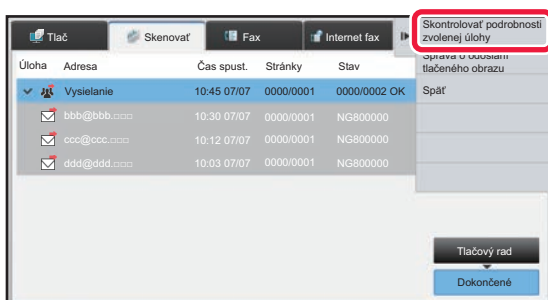 Tlač
Skenovať
Fax
Internet fax
Skontrolovať podrobnosti
zvolenej úlohy
Správa o odoslaní
tlačeného obrazu
Úloha Adresa Čas spust. Stránky Stav
Vysielanie 10:45 07/07 0000/0001 0000/0002 OK
Späť
bbb@bbb.□□□ 10:30 07/07 0000/0001 NG800000
ccc@ccc.□□□ 10:12 07/07 0000/0001 NG800000
ddd@ddd.□□□ 10:03 07/07 0000/0001 NG800000
Tlačový rad
Dokončené